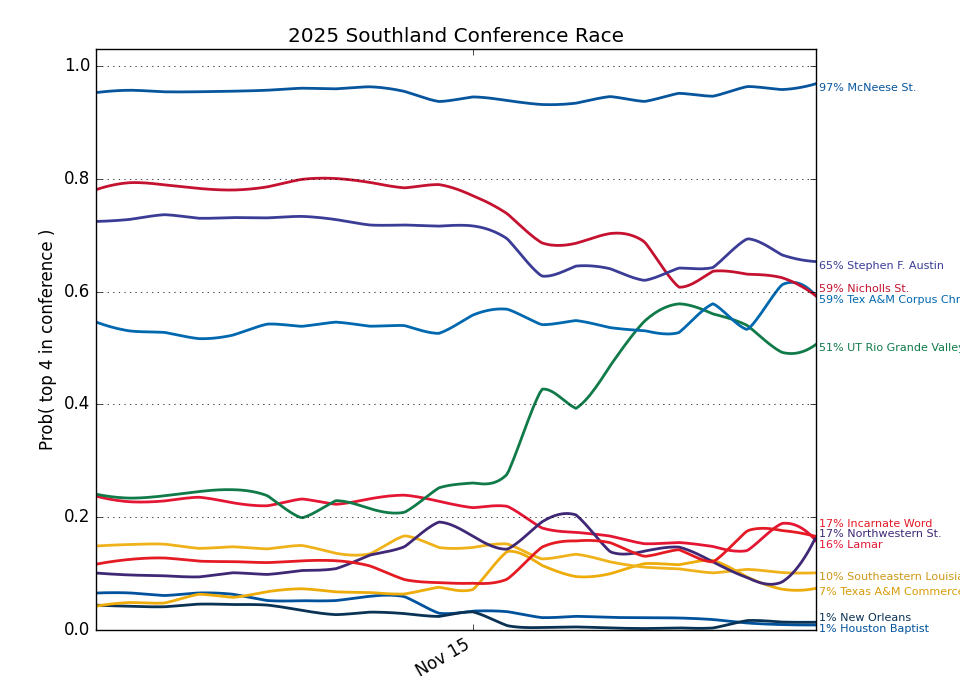 2025 Southland Conference Race
Prob( top 4 in conference )
1.0
0.8
0.6
0.4
0.2
0.0
Nov 15
97% McNeese St.
65% Stephen F. Austin
59% Nicholls St.
59% Tex A&M Corpus Chr
51% UT Rio Grande Valley
17% Incarnate Word
17% Northwestern St.
16% Lamar
10% Southeastern Louisia
7% Texas A&M Commerce
1% New Orleans
1% Houston Baptist